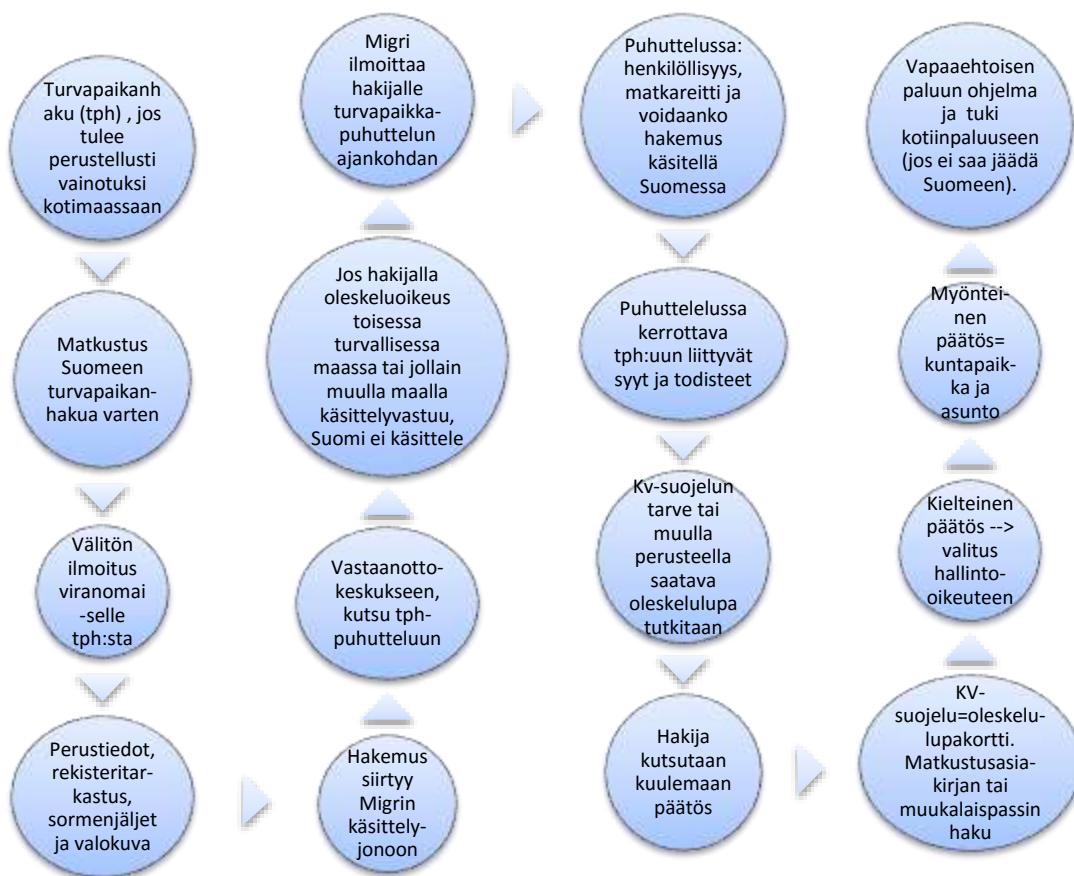 Turvapaikanh
aku (tph) , jos
tulee
perustellusti
vainotuksi
kotimaassaan
Matkustus
Suomeen
turvapaikan-
hakua varten
Välitön
ilmoitus
viranomai
-selle
tph:sta
Perustiedot,
rekisteritar-
kastus,
sormenjäljet
ja valokuva
Hakemus
siirtyy
Migrin
käsittely-
jonoon
Vastaanotto-
keskukseen,
kutsu tph-
puhutteluun
Jos hakijalla
oleskeluoikeus
toisessa
turvallisessa
maassa tai jollain
muulla maalla
käsittelyvastuu,
Suomi ei käsittele
Migri
ilmoittaa
hakijalle
turvapaikka-
puhuttelun
ajankohdan
Puhuttelussa:
henkilöllisyys,
matkareitti ja
voidaanko
hakemus
käsitellä
Suomessa
Puhuttelelussa
kerrottava
tph:uun liittyvät
syyt ja todisteet
Kv-suojelun
tarve tai
muulla
perusteella
saatava
oleskelulupa
tutkitaan
Hakija
kutsutaan
kuulemaan
päätös
KV-
suojelu=oleskelu-
lupakortti.
Matkustusasia-
kirjan tai
muukalaispassin
haku
Kielteinen
päätös -->
valitus
hallinto-
oikeuteen
Myöntei-
nen
päätös=
kuntapaik-
ka ja
asunto
Vapaaehtoisen
paluun ohjelma
ja tuki
kotiinpaluuseen
(jos ei saa jäädä
Suomeen).